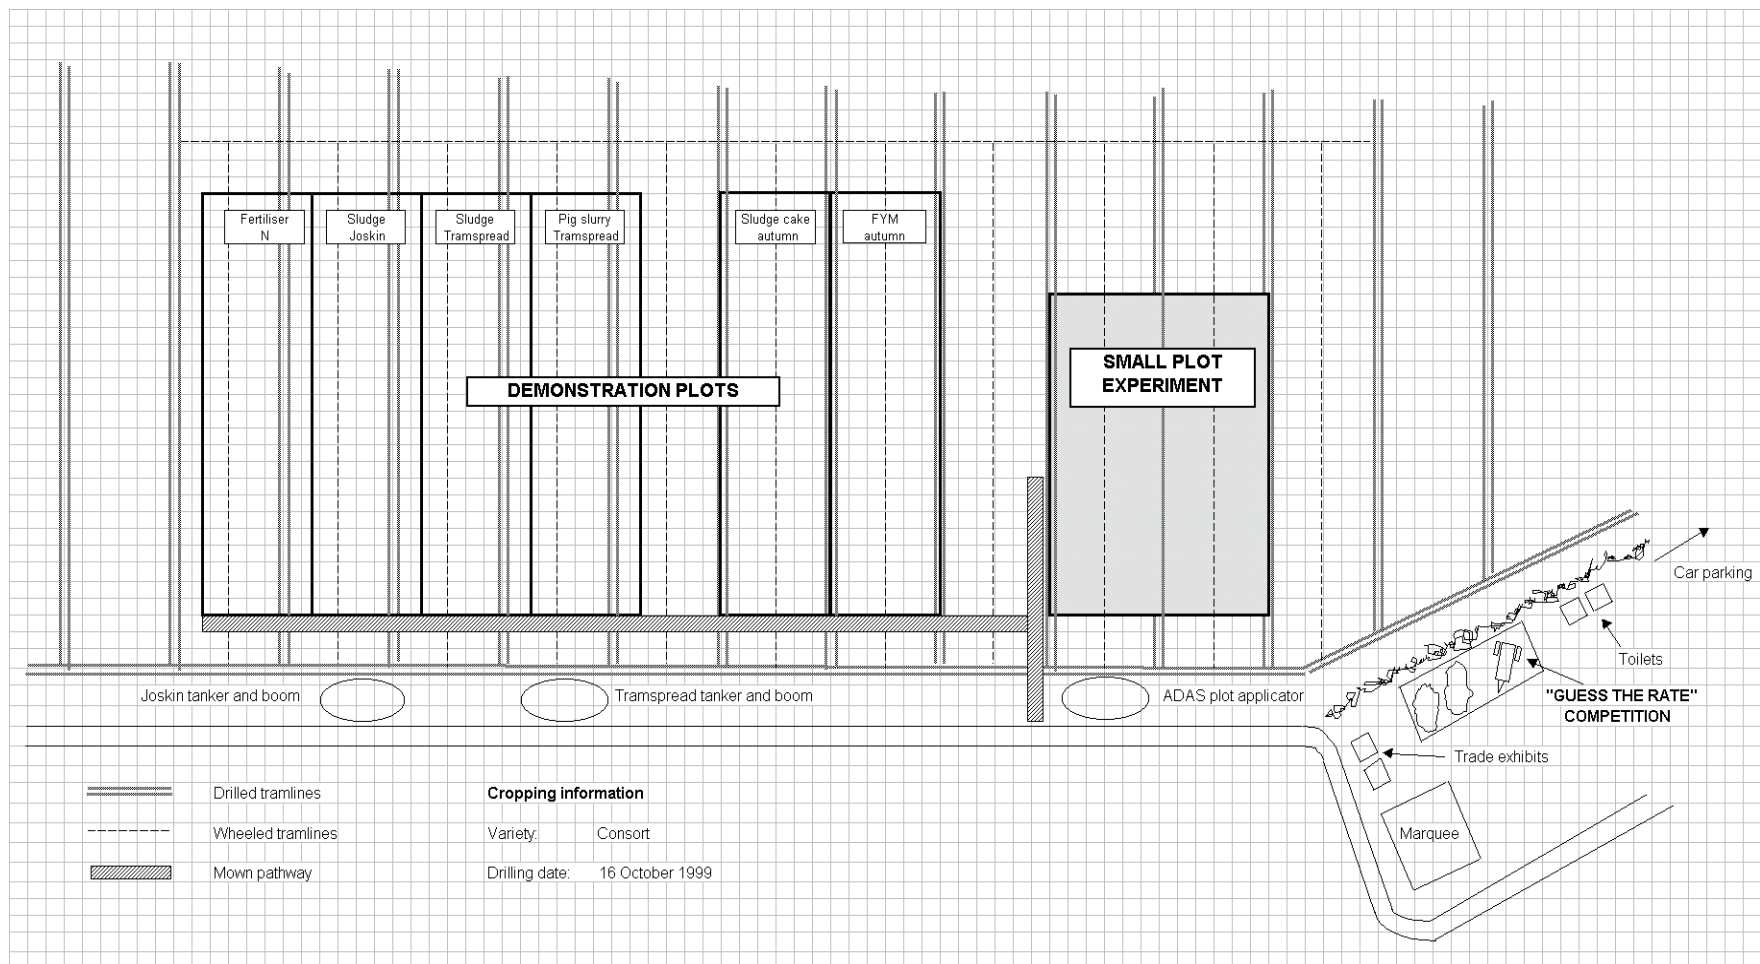 Fertiliser
N
Sludge
Joskin
Sludge
Tramspread
Pig slurry
Tramspread
Sludge cake
autumn
FYM
autumn
DEMONSTRATION PLOTS
SMALL PLOT
EXPERIMENT
Car parking
Toilets
"GUESS THE RATE"
COMPETITION
Joskin tanker and boom
Tramspread tanker and boom
ADAS plot applicator
Trade exhibits
Marquee
Drilled tramlines
Wheeled tramlines
Mown pathway
Cropping information
Variety: Consort
Drilling date: 16 October 1999